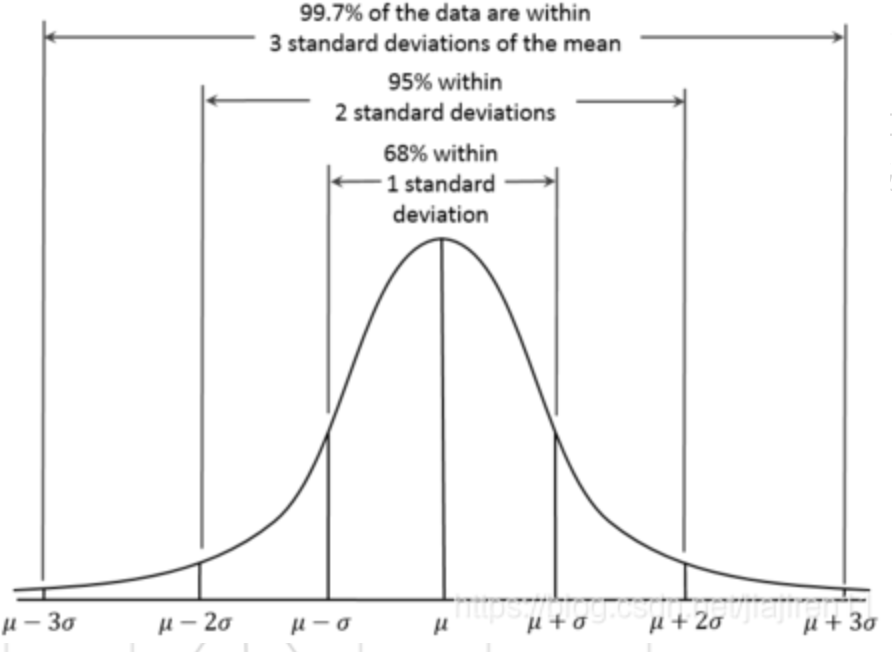 99.7% of the data are within
3 standard deviations of the mean
95% within
2 standard deviations
68% within
1 standard
deviation
μ − 3σ
μ − 2σ
μ − σ
μ
μ + σ
μ + 2σ
μ + 3σ